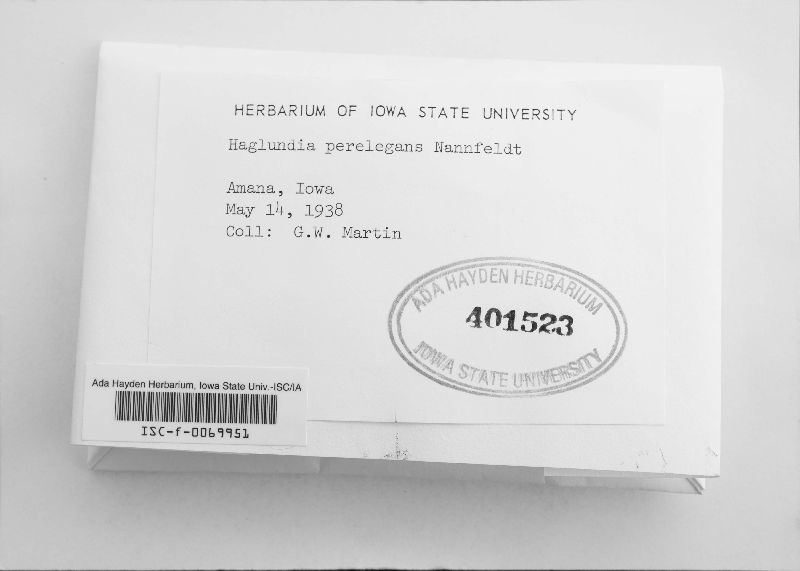 HERBARIUM OF IOWA STATE UNIVERSITY
Haglundia perelegans Nannfeldt
Amana, Iowa
May 14, 1938
Coll: G.W. Martin
ADA HAYDEN HERBARIUM
401523
IOWA STATE UNIVERSITY
Ada Hayden Herbarium, Iowa State Univ.-ISC/IA
ISC-f-0069951